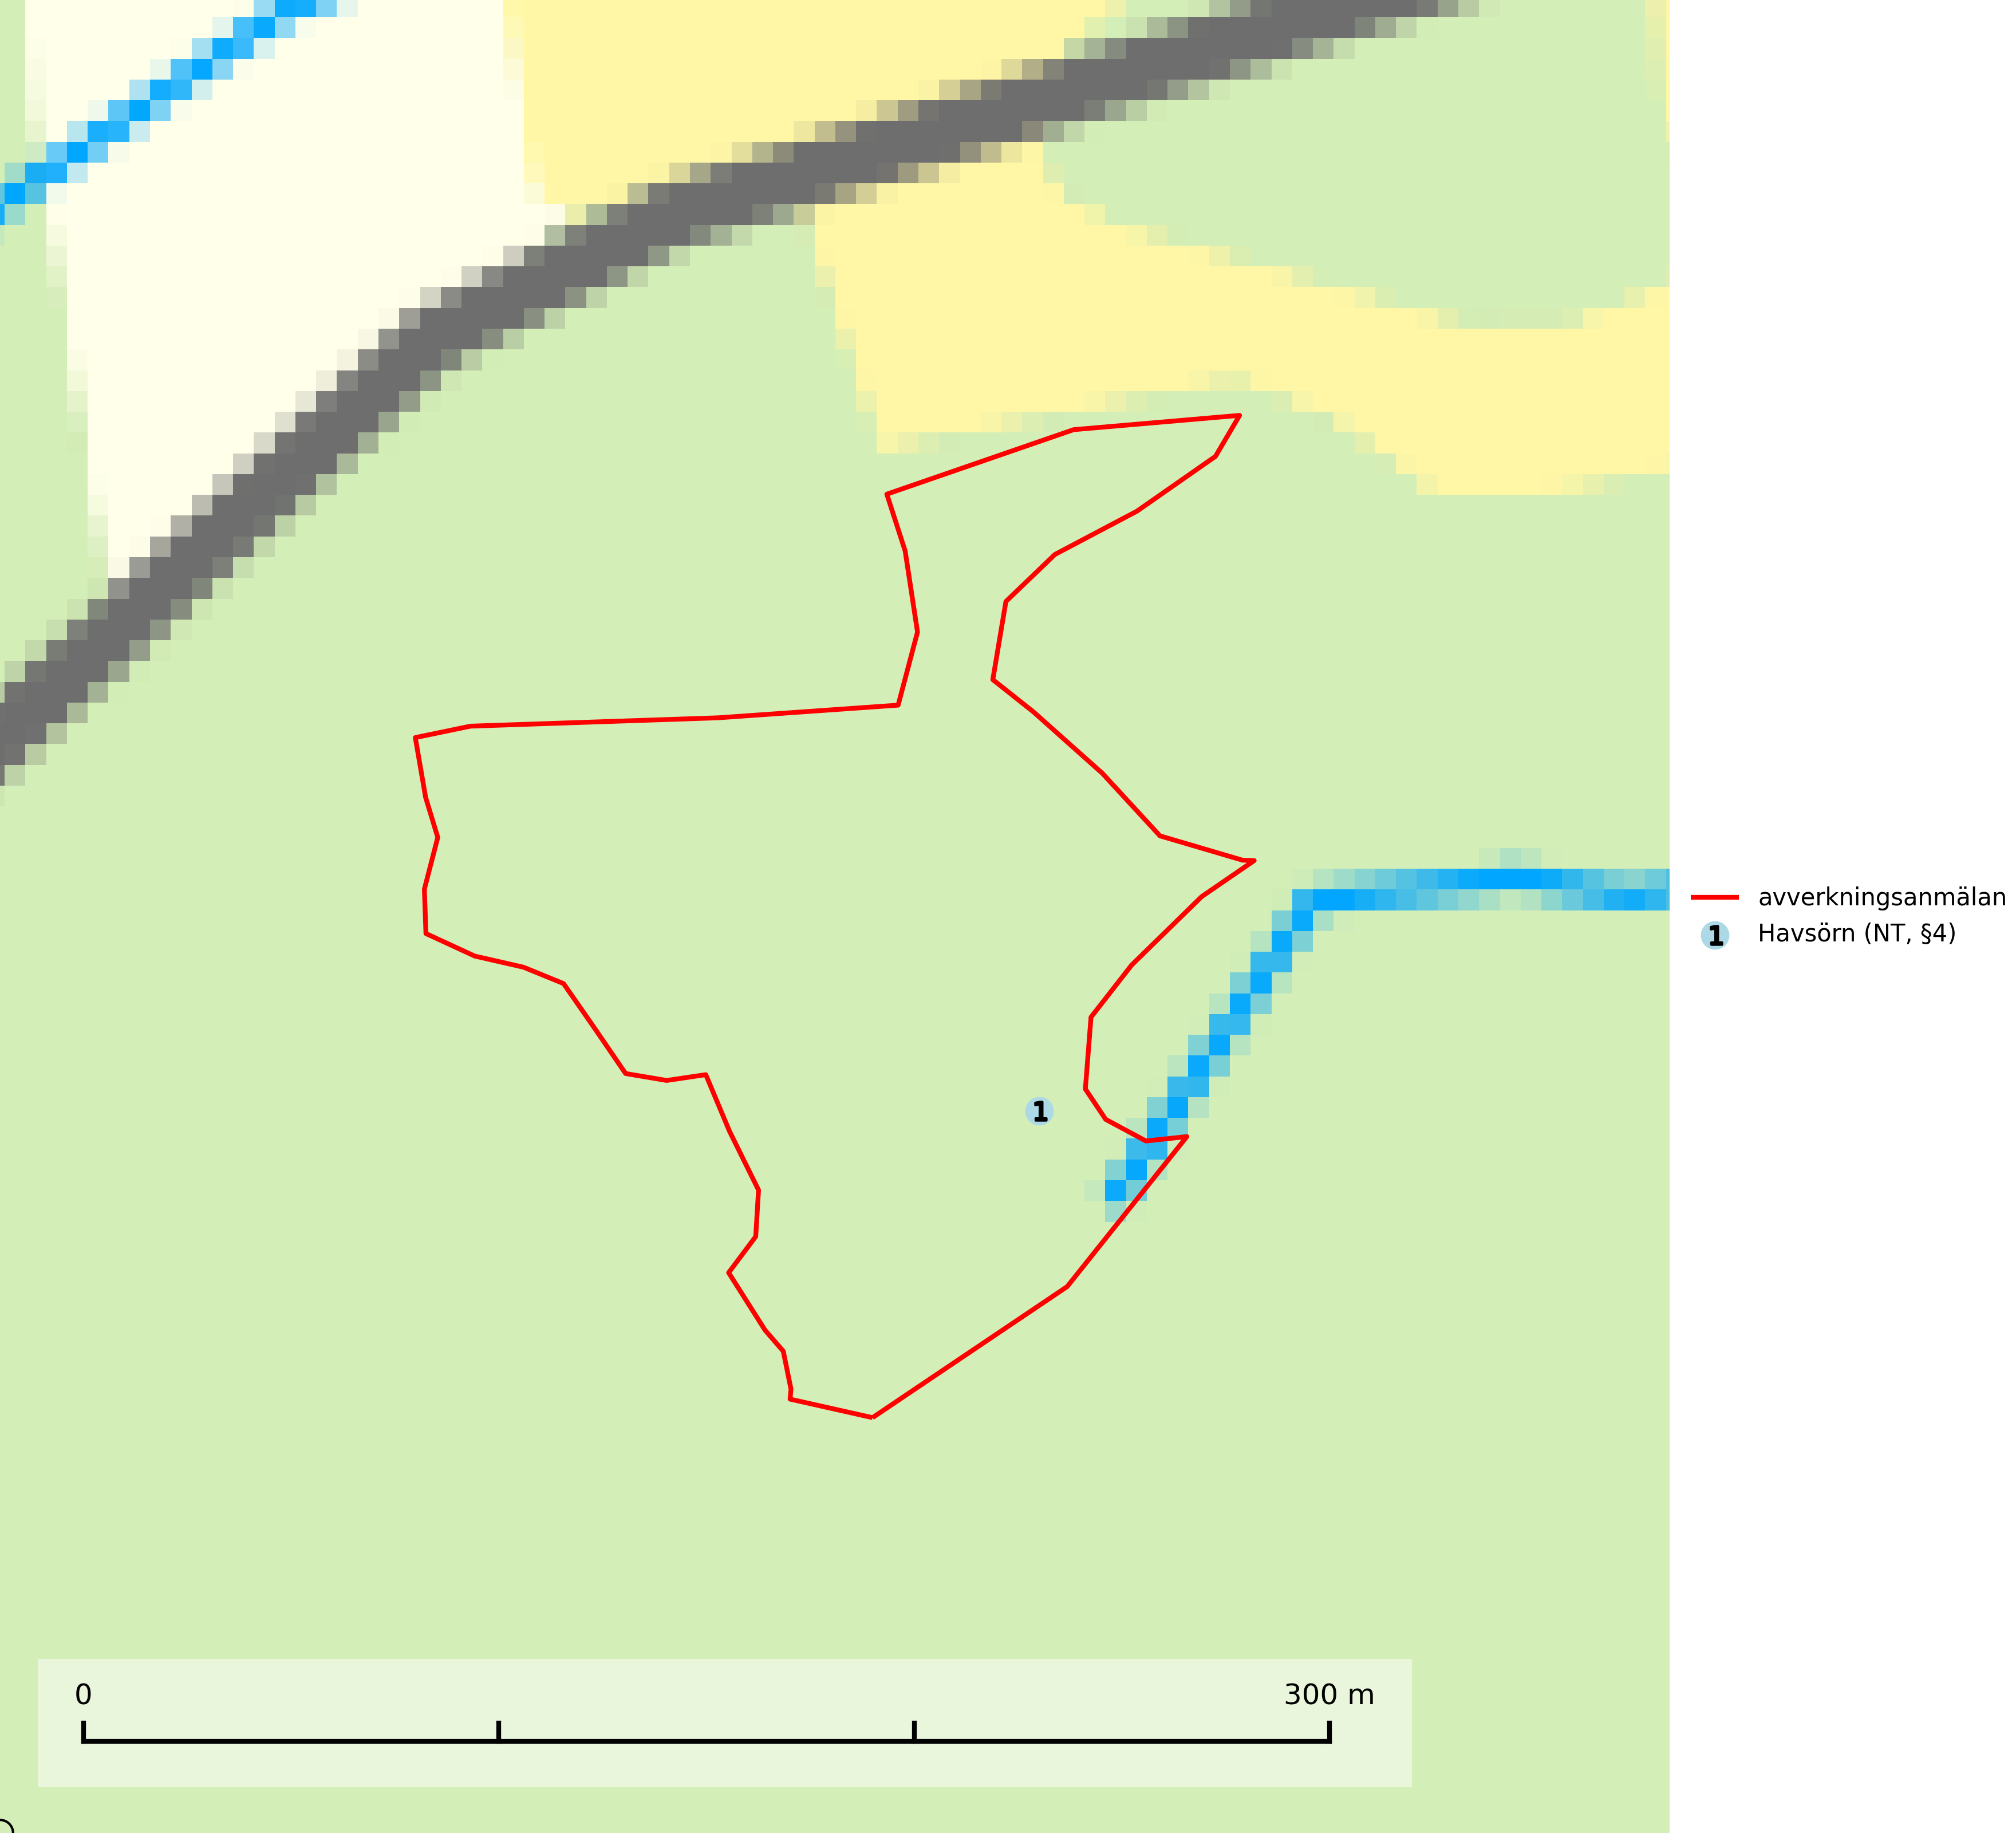 avverkningsanmälan
1 Havsörn (NT, §4)
1
0 300 m